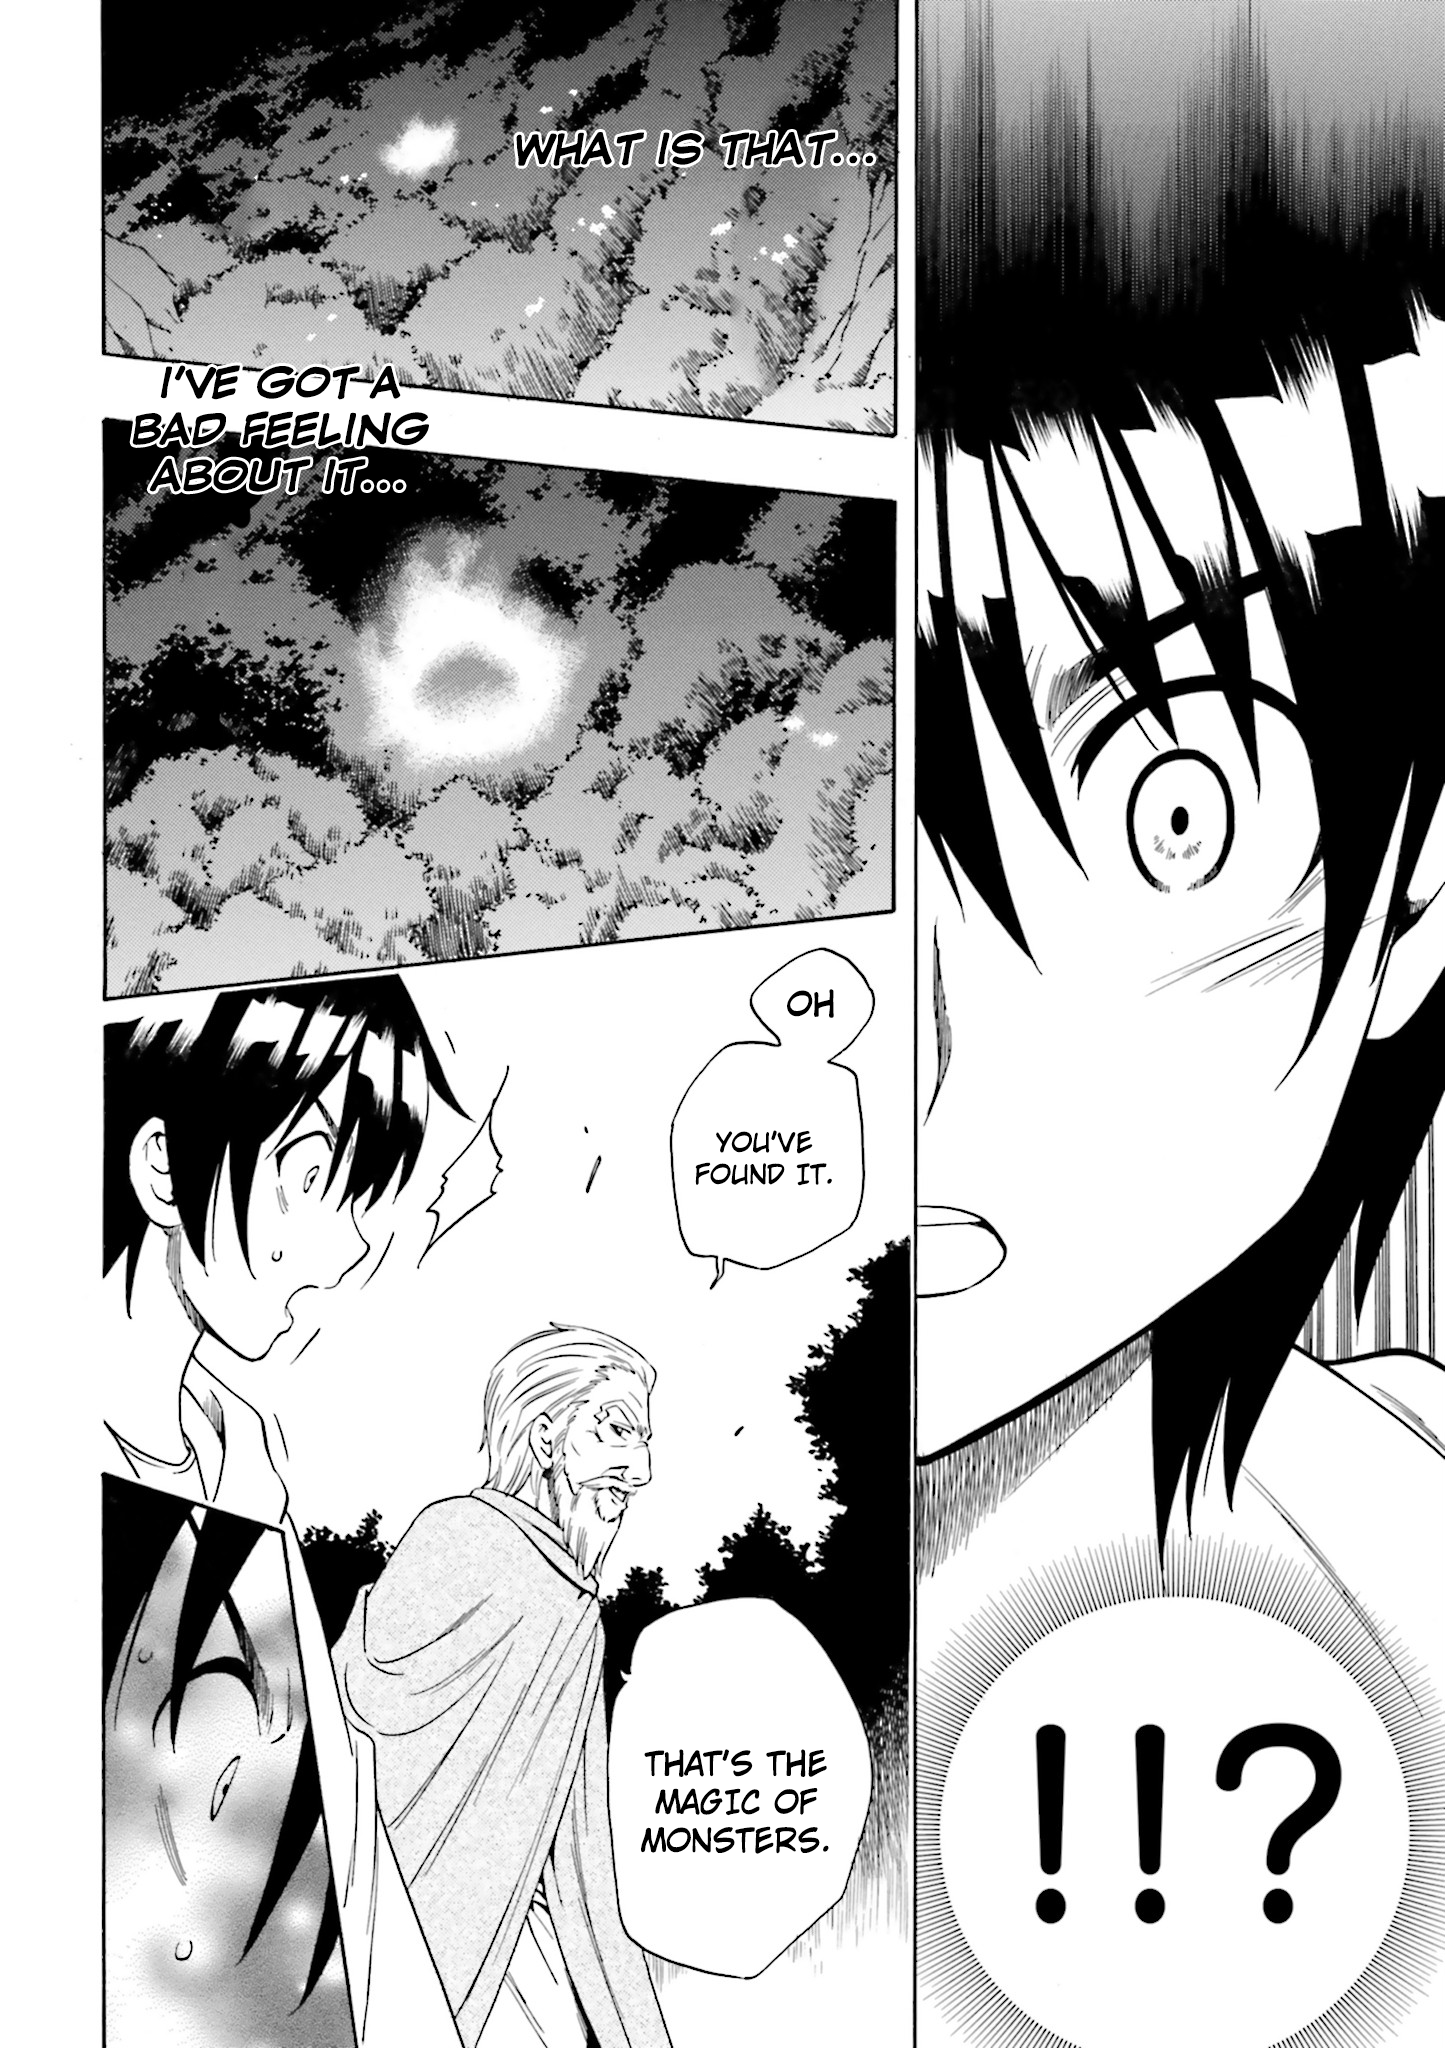 !!?
WHAT IS THAT...
I'VE GOT A
BAD FEELING
ABOUT IT...
OH
YOU'VE
FOUND IT.
THAT'S THE
MAGIC OF
MONSTERS.